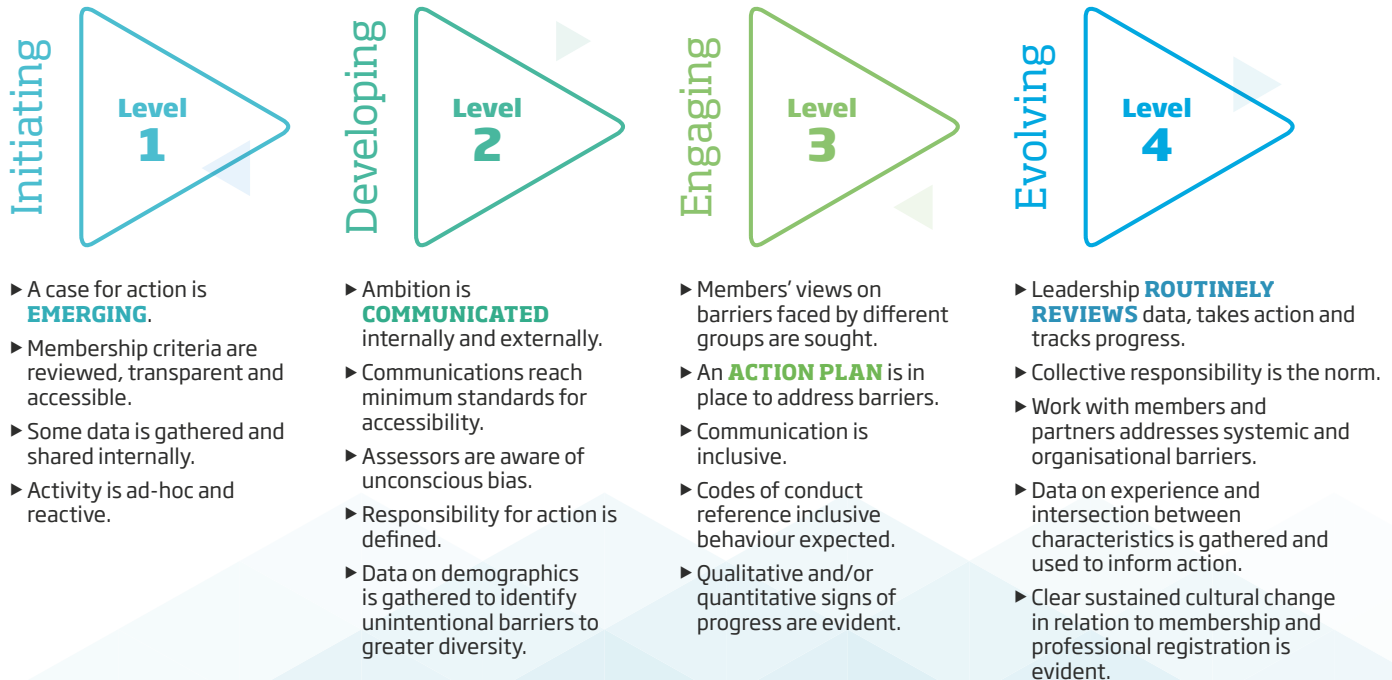 Initiating
Level
1
► A case for action is
EMERGING.
► Membership criteria are
reviewed, transparent and
accessible.
► Some data is gathered and
shared internally.
► Activity is ad-hoc and
reactive.
Developing
Level
2
► Ambition is
COMMUNICATED
internally and externally.
► Communications reach
minimum standards for
accessibility.
► Assessors are aware of
unconscious bias.
► Responsibility for action is
defined.
► Data on demographics
is gathered to identify
unintentional barriers to
greater diversity.
Engaging
Level
3
► Members’ views on
barriers faced by different
groups are sought.
► An ACTION PLAN is in
place to address barriers.
► Communication is
inclusive.
► Codes of conduct
reference inclusive
behaviour expected.
► Qualitative and/or
quantitative signs of
progress are evident.
Evolving
Level
4
► Leadership ROUTINELY
REVIEWS data, takes action and
tracks progress.
► Collective responsibility is the norm.
► Work with members and
partners addresses systemic and
organisational barriers.
► Data on experience and
intersection between
characteristics is gathered and
used to inform action.
► Clear sustained cultural change
in relation to membership and
professional registration is
evident.